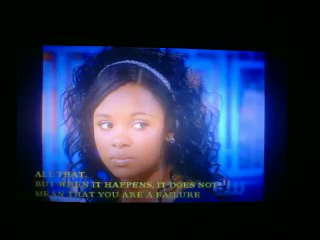 ALL THAT.
BUT WHEN IT HAPPENS, IT DOES NOT
MEAN THAT YOU ARE A FAILURE